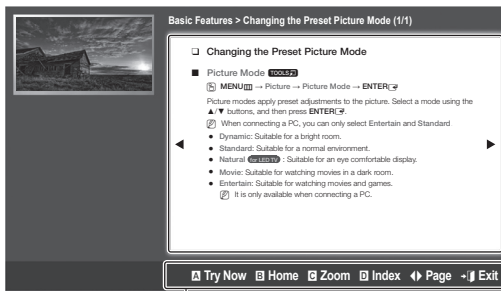 Basic Features > Changing the Preset Picture Mode (1/1)
❑ Changing the Preset Picture Mode
■ Picture Mode TOOLS
MENU → Picture → Picture Mode → ENTER
Picture modes apply preset adjustments to the picture. Select a mode using the
▲/▼ buttons, and then press ENTER.
When connecting a PC, you can only select Entertain and Standard
● Dynamic: Suitable for a bright room.
● Standard: Suitable for a normal environment.
● Natural for LED TV : Suitable for an eye comfortable display.
● Movie: Suitable for watching movies in a dark room.
● Entertain: Suitable for watching movies and games.
It is only available when connecting a PC.
A Try Now B Home C Zoom D Index ◀▶ Page Exit